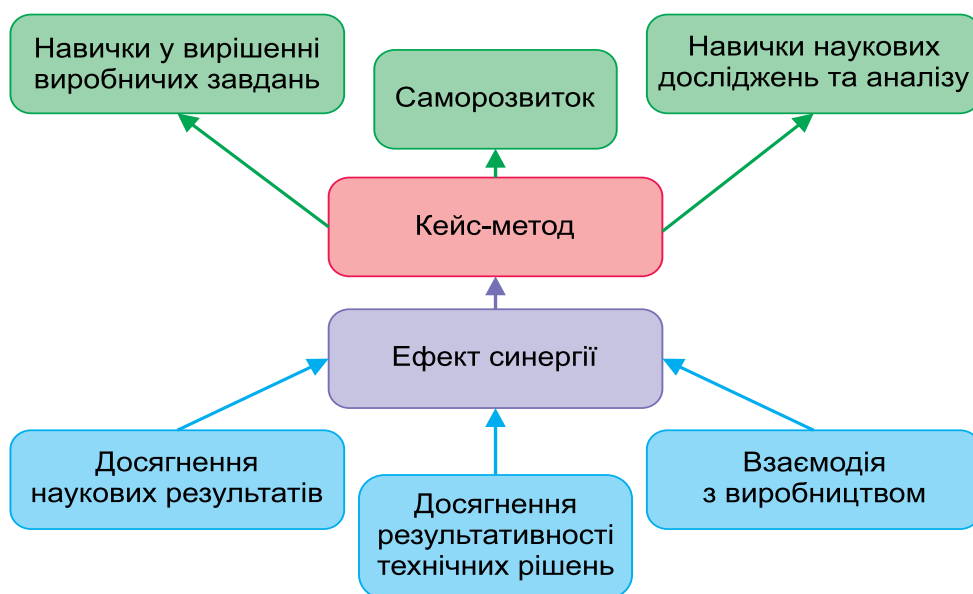 Навички у вирішенні
виробничих завдань
Саморозвиток
Навички наукових
досліджень та аналізу
Кейс-метод
Ефект синергії
Досягнення
наукових результатів
Досягнення
результативності
технічних рішень
Взаємодія
з виробництвом